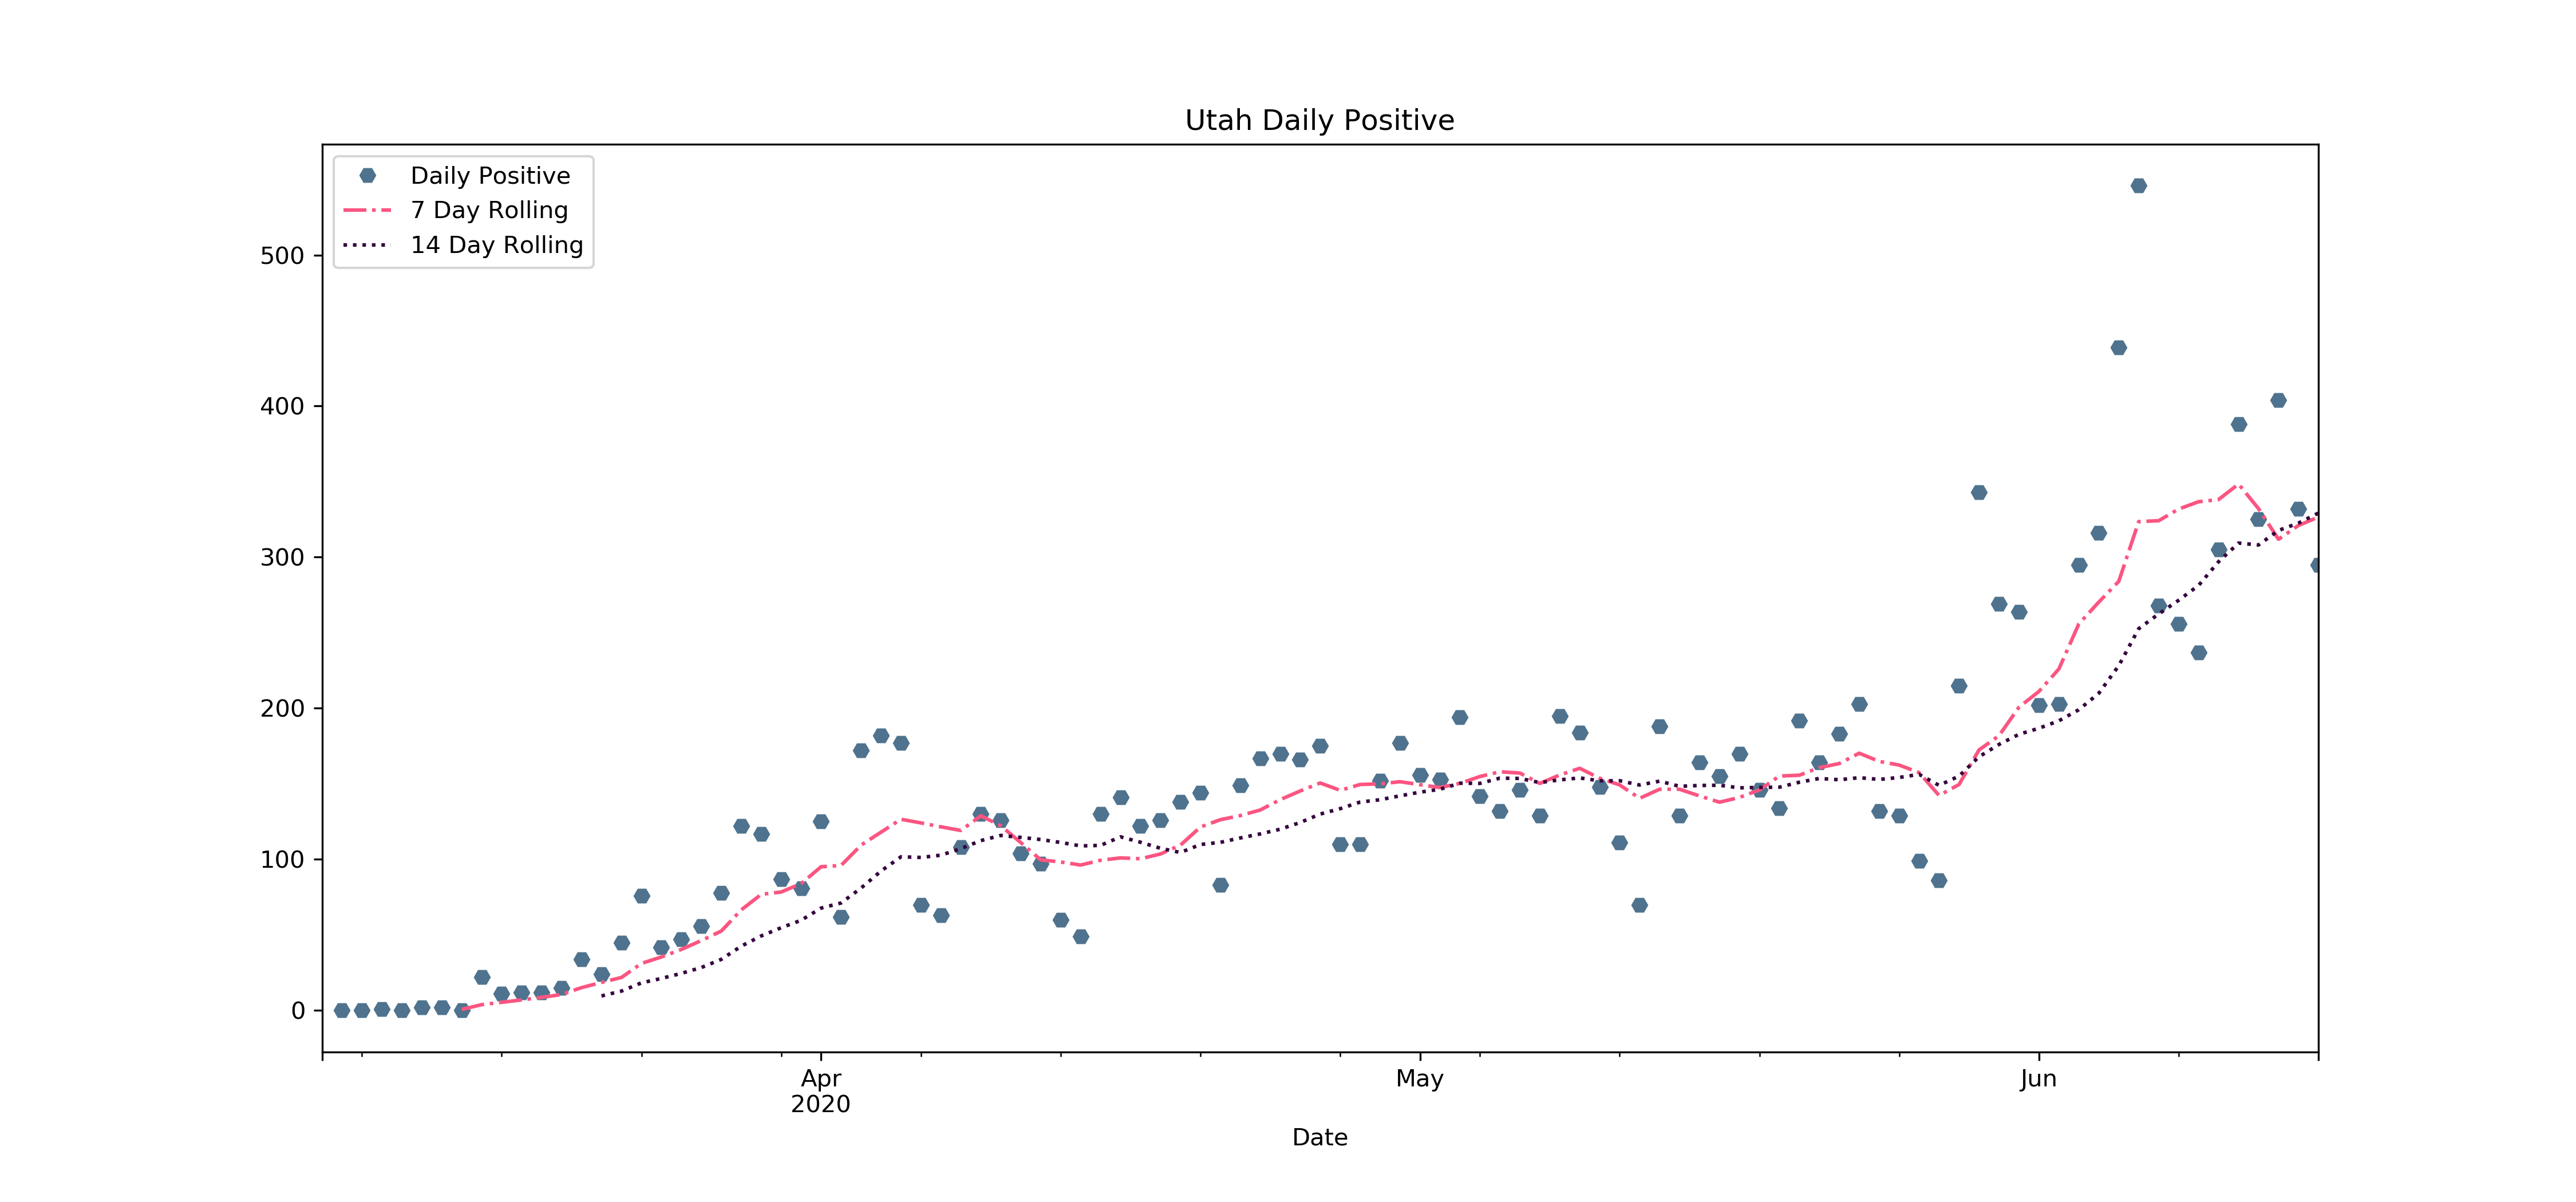 Utah Daily Positive
Daily Positive
7 Day Rolling
14 Day Rolling
500
400
300
200
100
0
Apr
2020
May
Jun
Date